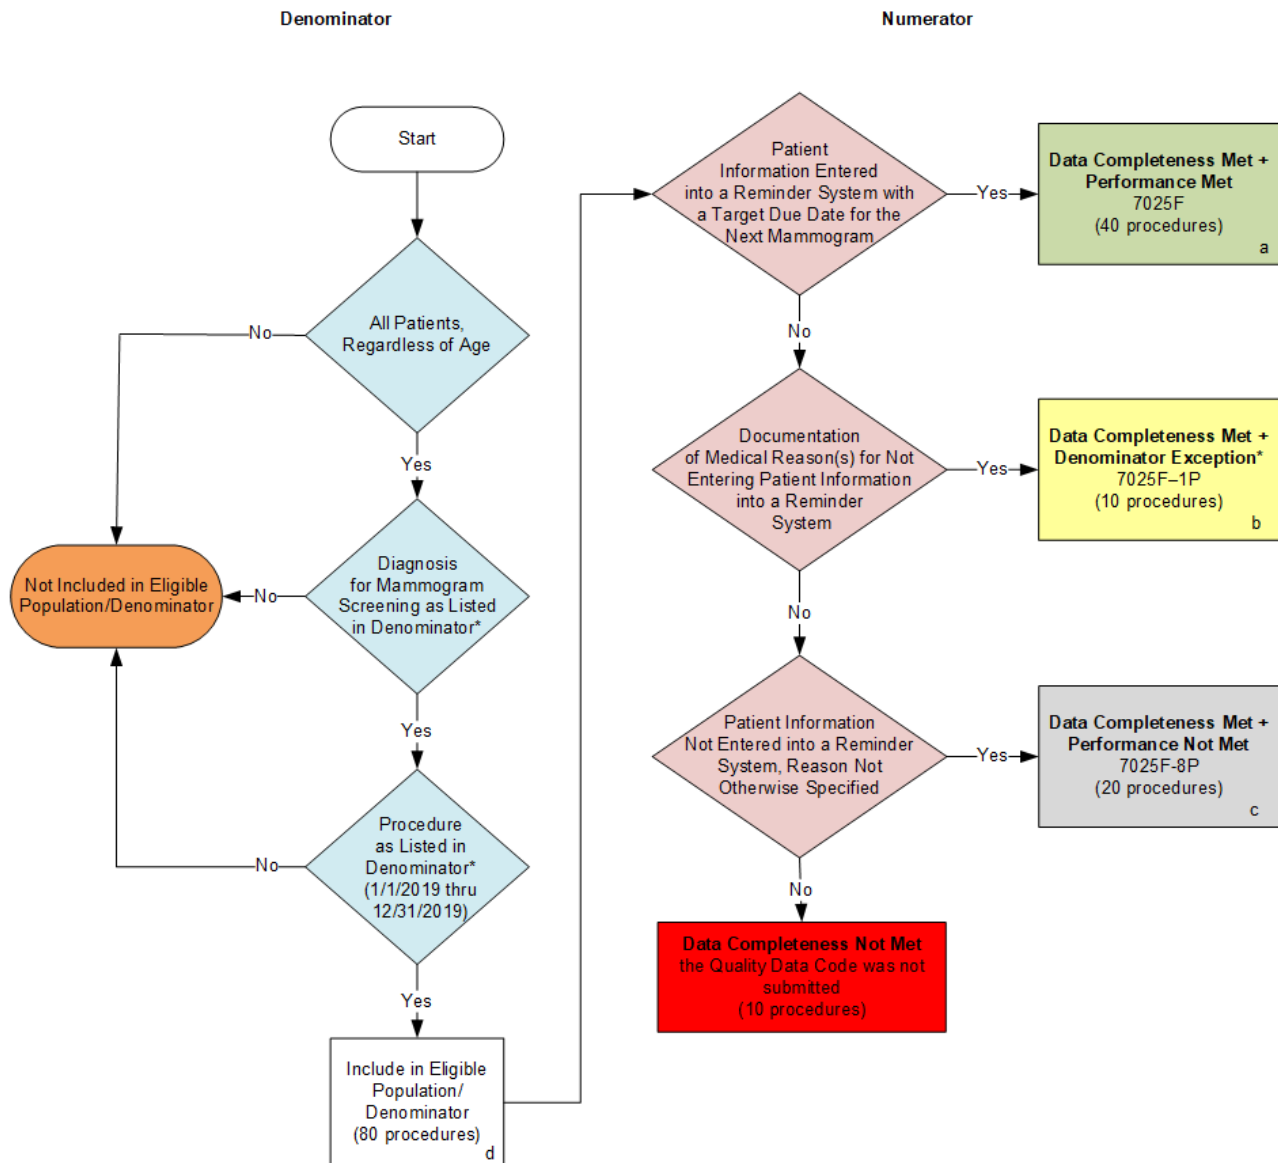 Denominator
Numerator
Start
All Patients,
Regardless of Age
No
Yes
Diagnosis
for Mammogram
Screening as Listed
in Denominator*
No
Not Included in Eligible
Population/Denominator
Yes
Procedure
as Listed in
Denominator*
(1/1/2019 thru
12/31/2019)
No
Yes
Include in Eligible
Population/
Denominator
(80 procedures)
d
Patient
Information Entered
into a Reminder System with
a Target Due Date for the
Next Mammogram
Yes
Data Completeness Met +
Performance Met
7025F
(40 procedures)
a
No
Documentation
of Medical Reason(s) for Not
Entering Patient Information
into a Reminder
System
Yes
Data Completeness Met +
Denominator Exception*
7025F–1P
(10 procedures)
b
No
Patient Information
Not Entered into a Reminder
System, Reason Not
Otherwise Specified
Yes
Data Completeness Met +
Performance Not Met
7025F-8P
(20 procedures)
c
No
Data Completeness Not Met
the Quality Data Code was not
submitted
(10 procedures)